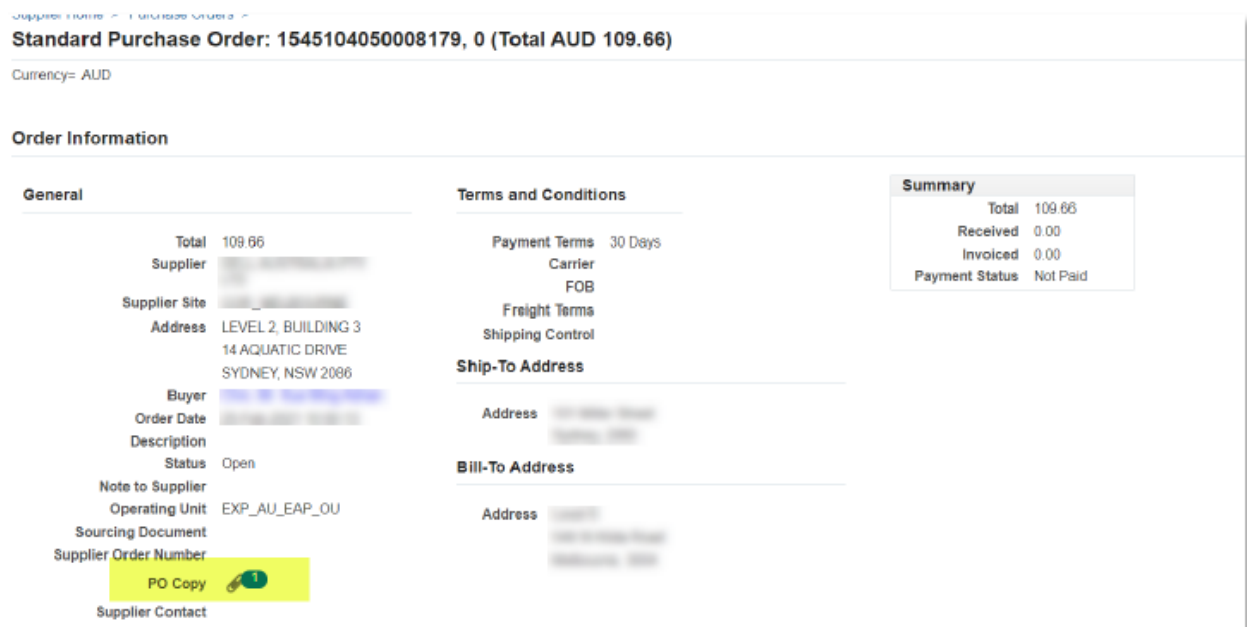 Supplier Home > Purchase Orders >
Standard Purchase Order: 1545104050008179, 0 (Total AUD 109.66)
Currency= AUD
Order Information
General
Total 109.66
Supplier
Supplier Site
Address LEVEL 2, BUILDING 3
14 AQUATIC DRIVE
SYDNEY, NSW 2086
Buyer
Order Date
Description
Status Open
Note to Supplier
Operating Unit EXP_AU_EAP_OU
Sourcing Document
Supplier Order Number
PO Copy 1
Supplier Contact
Terms and Conditions
Payment Terms 30 Days
Carrier
FOB
Freight Terms
Shipping Control
Ship-To Address
Address
Bill-To Address
Address
Summary
Total 109.66
Received 0.00
Invoiced 0.00
Payment Status Not Paid